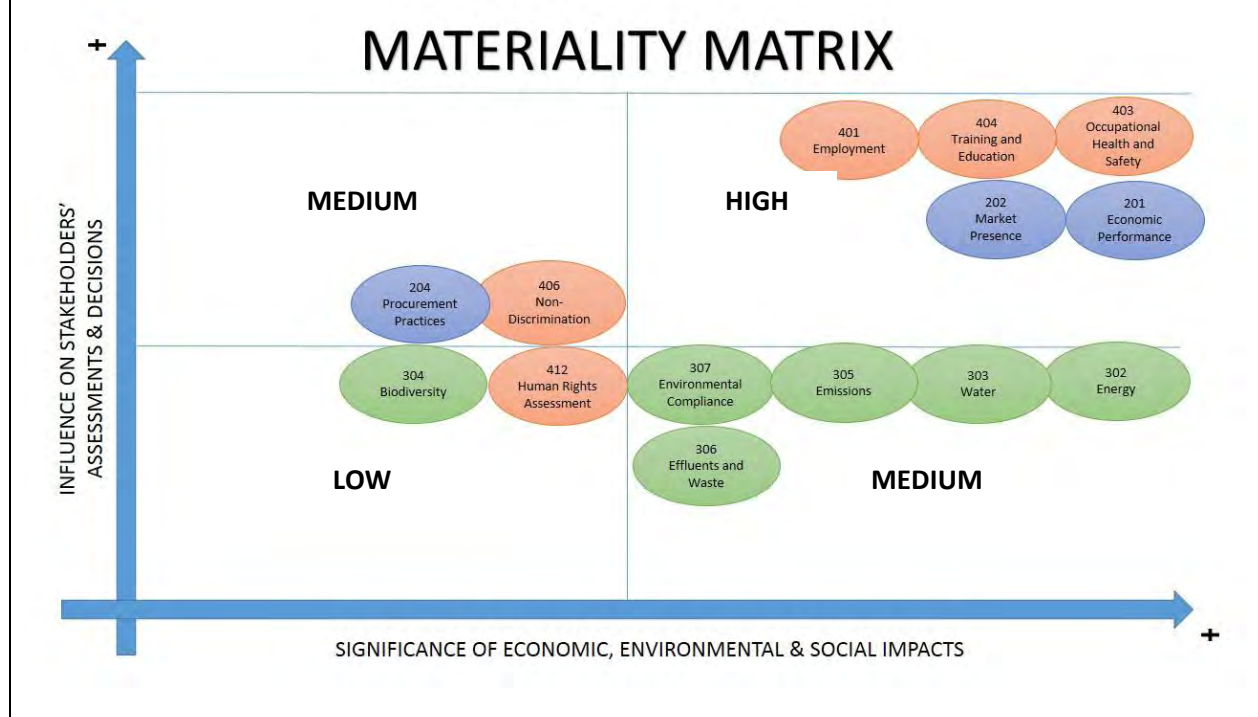 +
MATERIALITY MATRIX
INFLUENCE ON STAKEHOLDERS'
ASSESSMENTS & DECISIONS
MEDIUM
HIGH
401
Employment
404
Training and
Education
403
Occupational
Health and
Safety
202
Market
Presence
201
Economic
Performance
204
Procurement
Practices
406
Non-
Discrimination
304
Biodiversity
412
Human Rights
Assessment
307
Environmental
Compliance
305
Emissions
303
Water
302
Energy
306
Effluents and
Waste
LOW
MEDIUM
SIGNIFICANCE OF ECONOMIC, ENVIRONMENTAL & SOCIAL IMPACTS
+